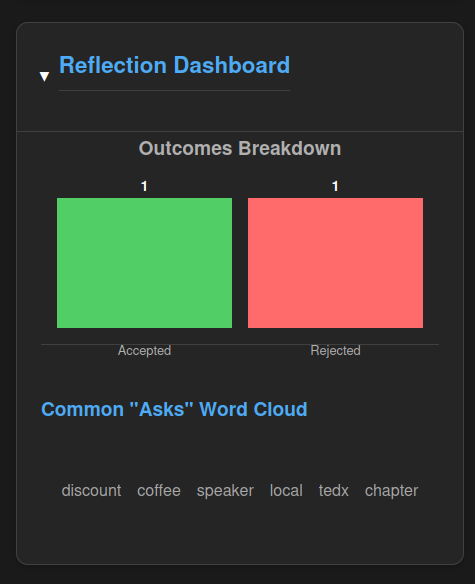 ▼ Reflection Dashboard
Outcomes Breakdown
1 1
Accepted Rejected
Common "Asks" Word Cloud
discount coffee speaker local tedx chapter